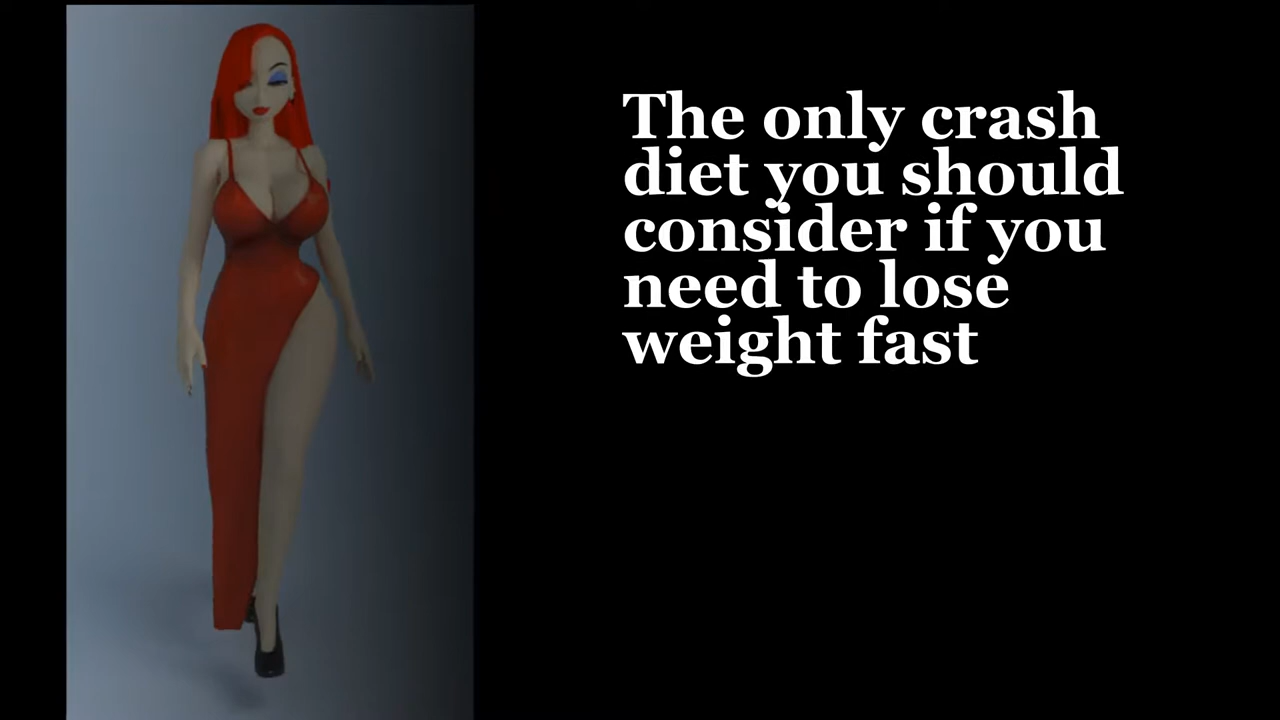 The only crash
diet you should
consider if you
need to lose
weight fast